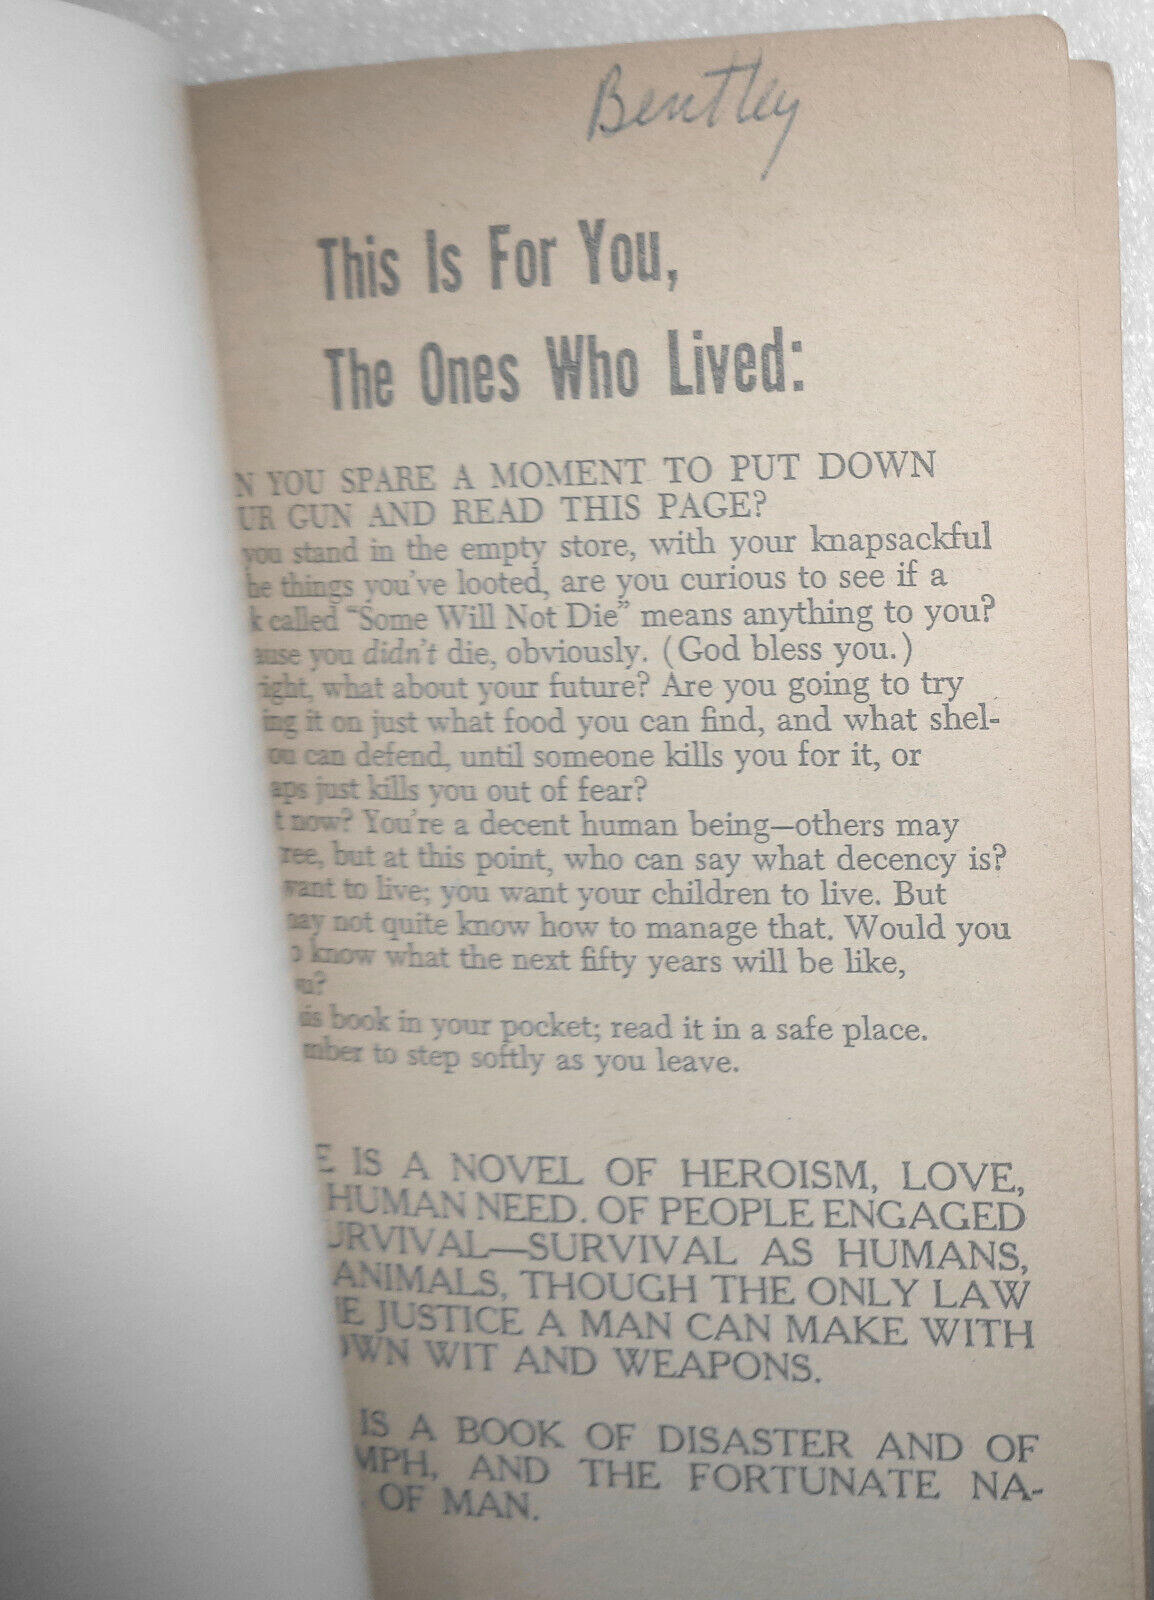 Bentley
This Is For You,
The Ones Who Lived:
N YOU SPARE A MOMENT TO PUT DOWN
UR GUN AND READ THIS PAGE?
you stand in the empty store, with your knapsackful
he things you've looted, are you curious to see if a
k called "Some Will Not Die" means anything to you?
ause you didn't die, obviously. (God bless you.)
ight, what about your future? Are you going to try
ing it on just what food you can find, and what shel-
ou can defend, until someone kills you for it, or
aps just kills you out of fear?
t now? You're a decent human being—others may
ree, but at this point, who can say what decency is?
want to live; you want your children to live. But
may not quite know how to manage that. Would you
o know what the next fifty years will be like,
ou?
his book in your pocket; read it in a safe place.
mber to step softly as you leave.
E IS A NOVEL OF HEROISM, LOVE,
HUMAN NEED. OF PEOPLE ENGAGED
URVIVAL—SURVIVAL AS HUMANS,
ANIMALS, THOUGH THE ONLY LAW
HE JUSTICE A MAN CAN MAKE WITH
OWN WIT AND WEAPONS.
IS A BOOK OF DISASTER AND OF
MPH, AND THE FORTUNATE NA-
OF MAN.